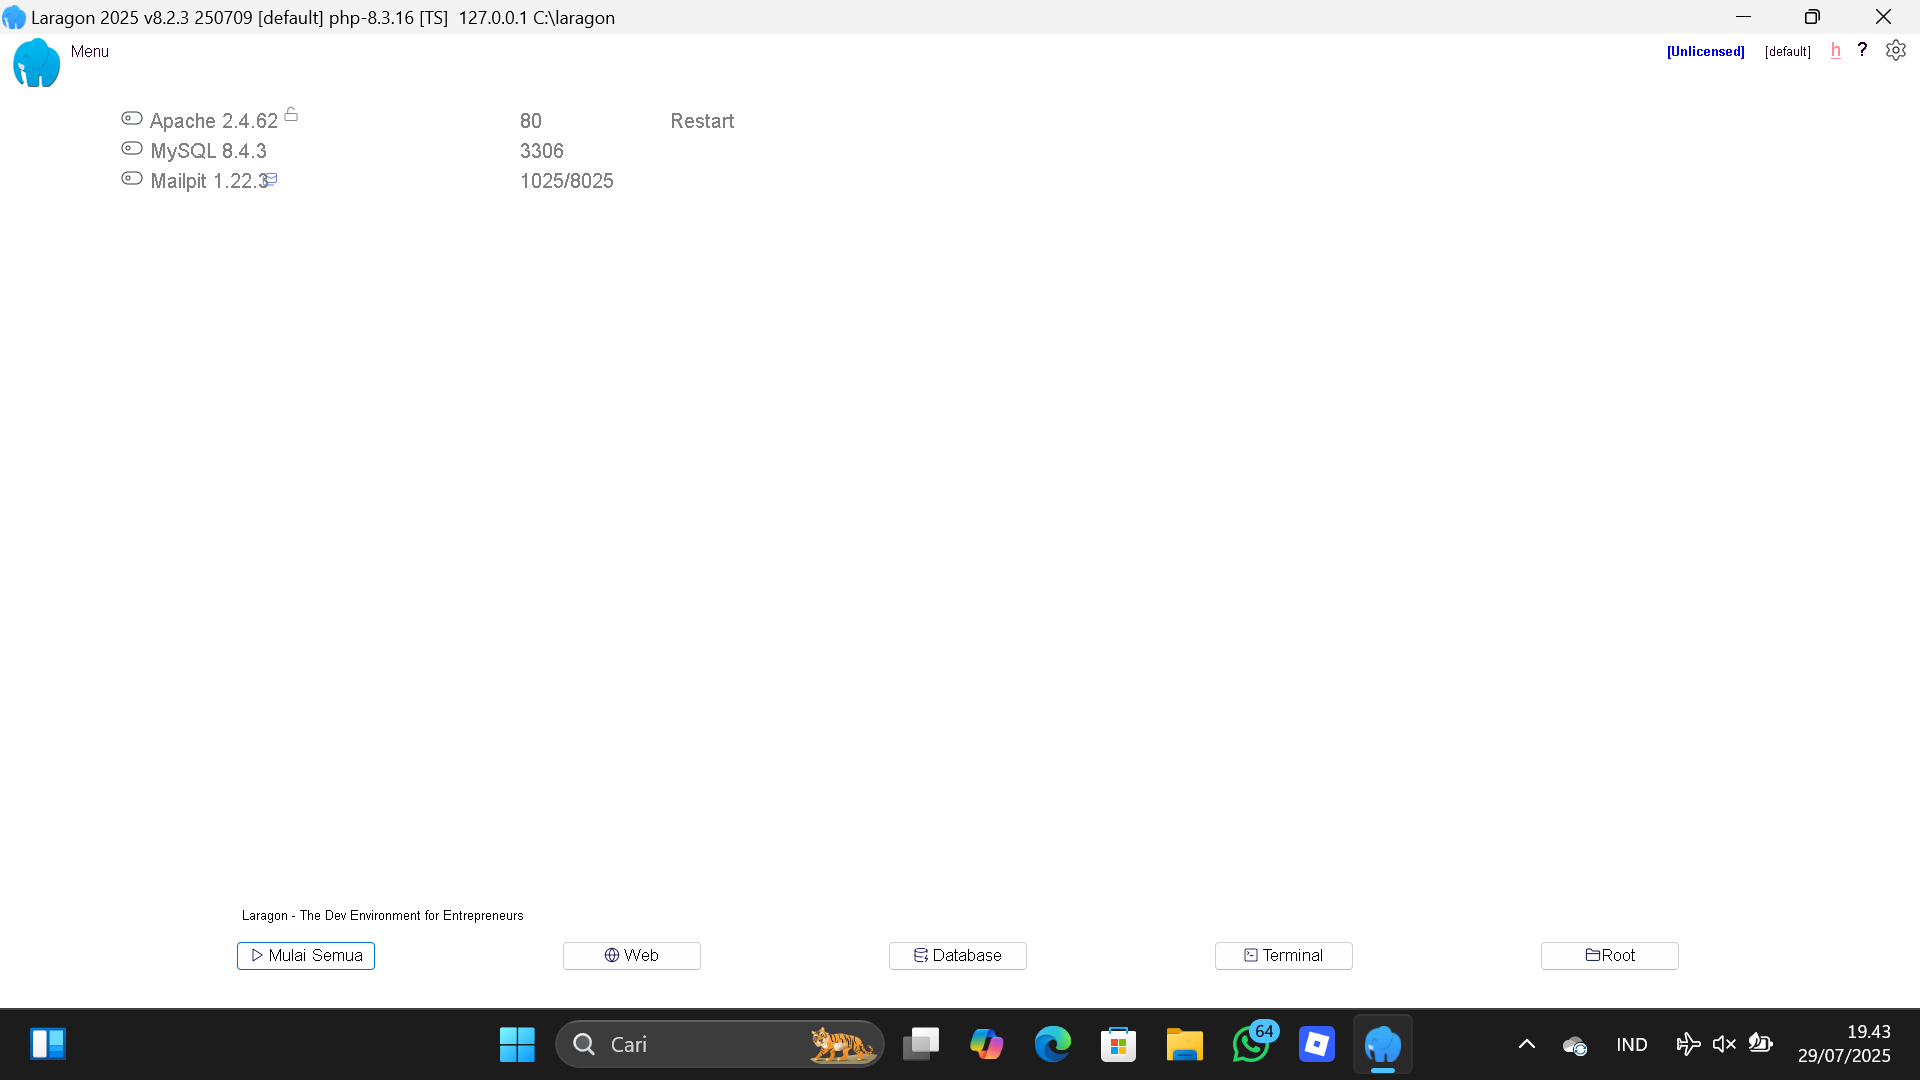 Laragon 2025 v8.2.3 250709 [default] php-8.3.16 [TS]  127.0.0.1 C:\laragon
Menu
[Unlicensed] [default] h ?
Apache 2.4.62 80 Restart
MySQL 8.4.3 3306
Mailpit 1.22.3 1025/8025
Laragon - The Dev Environment for Entrepreneurs
Mulai Semua Web Database Terminal Root
Cari 64 IND 19.43
29/07/2025